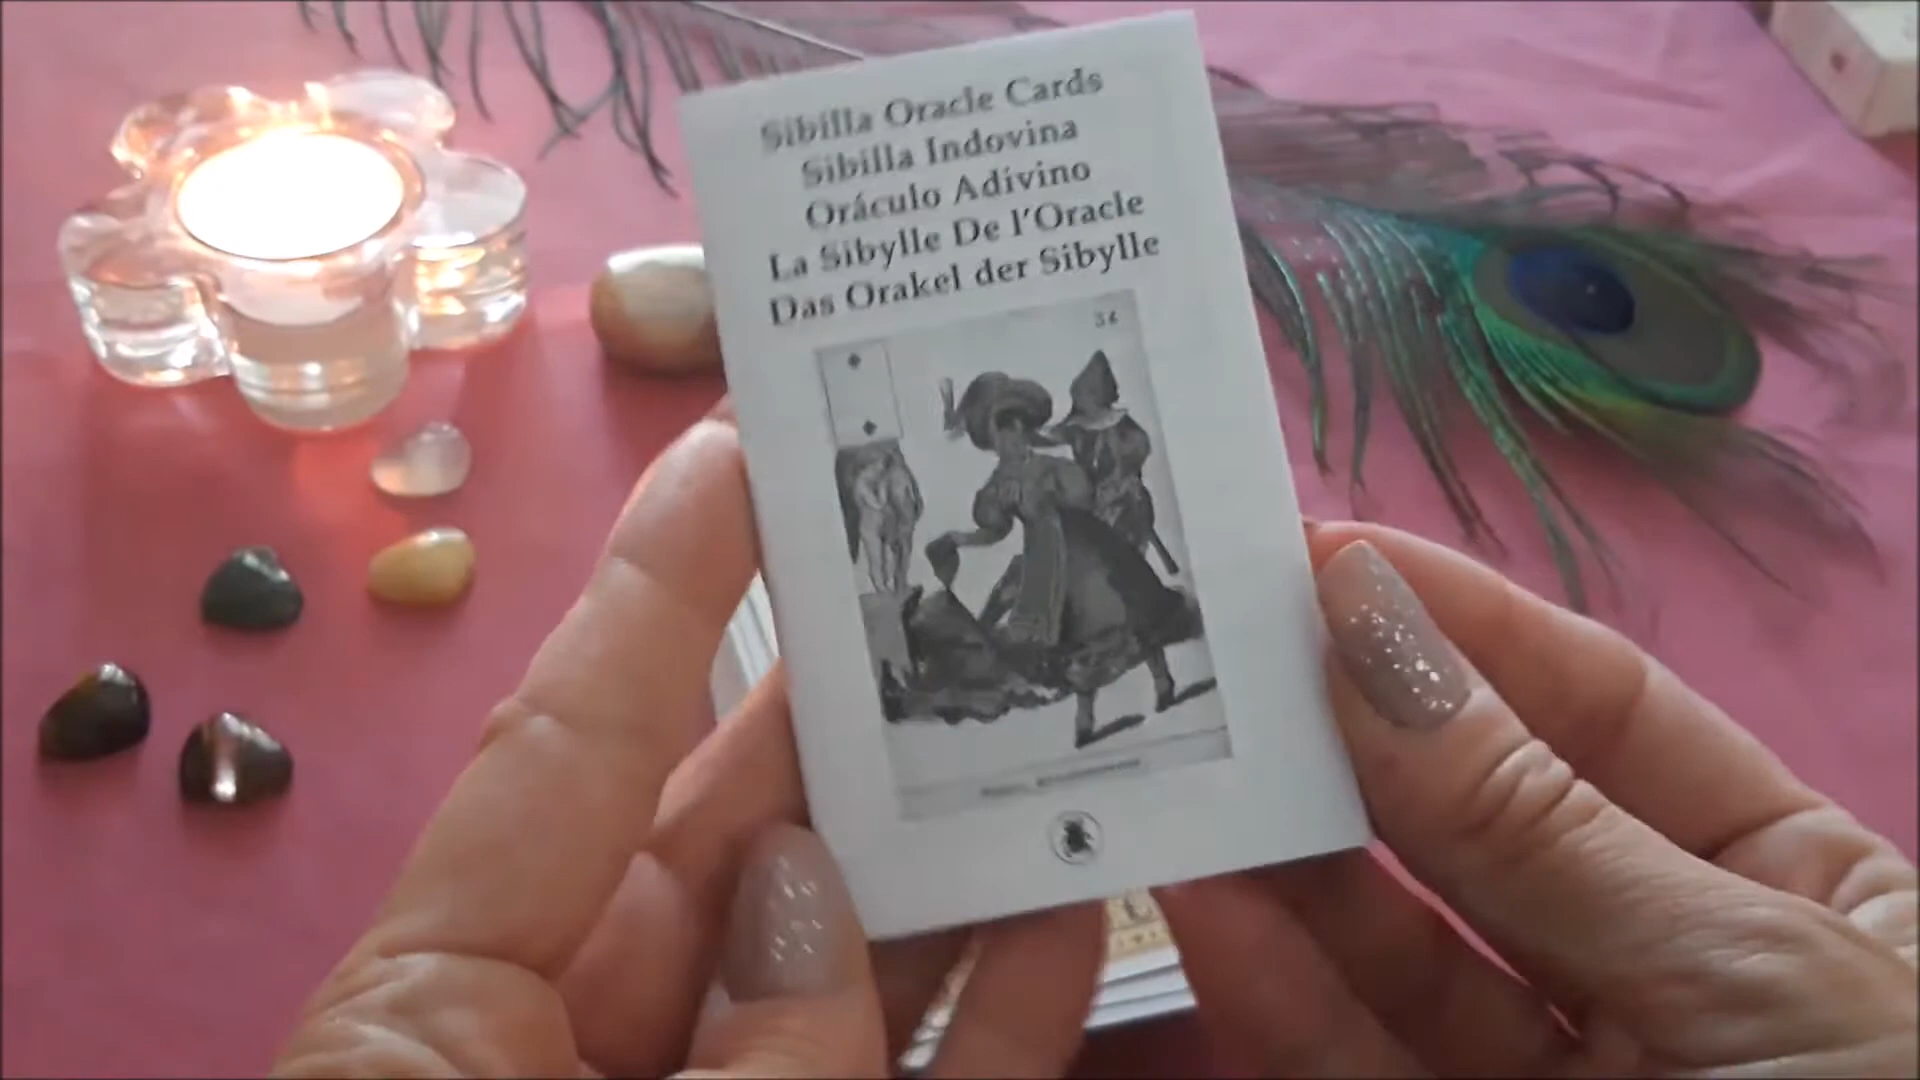 Sibilla Oracle Cards
Sibilla Indovina
Oráculo Adivino
La Sibylle De l'Oracle
Das Orakel der Sibylle
34